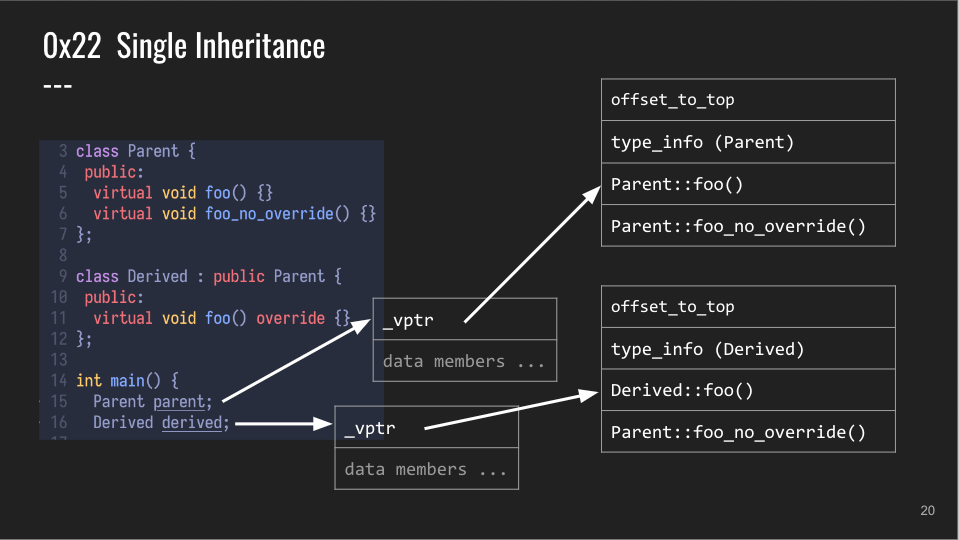 0x22 Single Inheritance
---
3 class Parent {
4 public:
5 virtual void foo() {}
6 virtual void foo_no_override() {}
7 };
8
9 class Derived : public Parent {
10 public:
11 virtual void foo() override {}
12 };
13
14 int main() {
15 Parent parent;
16 Derived derived;
_vptr
data members ...
_vptr
data members ...
offset_to_top
type_info (Parent)
Parent::foo()
Parent::foo_no_override()
offset_to_top
type_info (Derived)
Derived::foo()
Parent::foo_no_override()
20